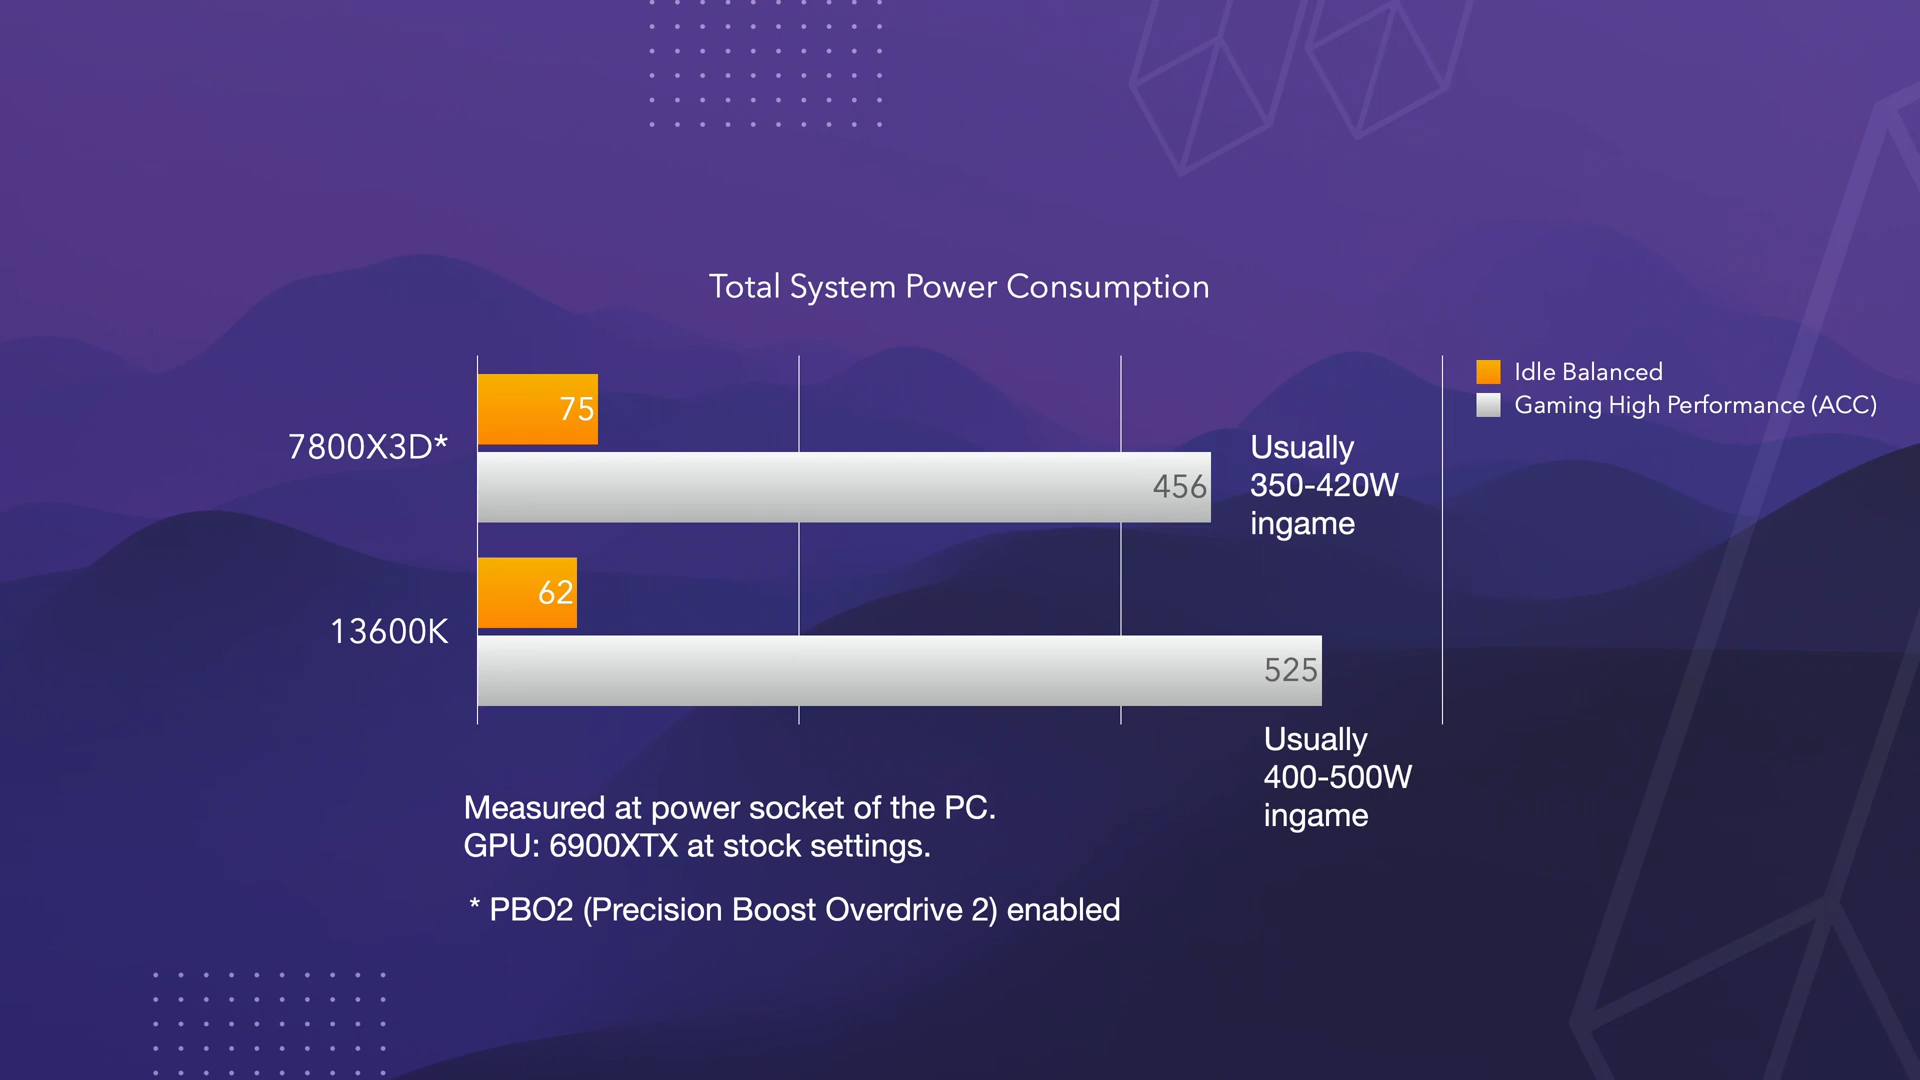 Total System Power Consumption
Idle Balanced
Gaming High Performance (ACC)
7800X3D*
75
456
Usually
350-420W
ingame
13600K
62
525
Usually
400-500W
ingame
Measured at power socket of the PC.
GPU: 6900XTX at stock settings.
* PBO2 (Precision Boost Overdrive 2) enabled